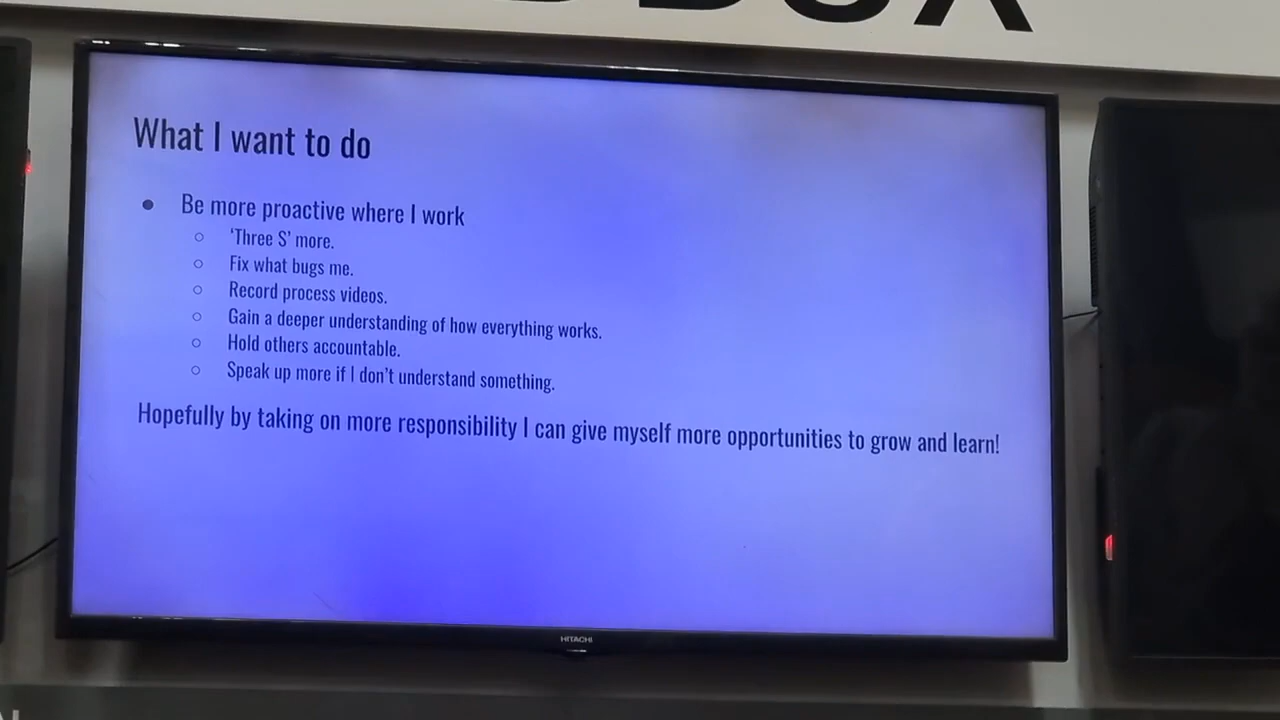 What I want to do
● Be more proactive where I work
○ ‘Three S’ more.
○ Fix what bugs me.
○ Record process videos.
○ Gain a deeper understanding of how everything works.
○ Hold others accountable.
○ Speak up more if I don’t understand something.
Hopefully by taking on more responsibility I can give myself more opportunities to grow and learn!
HITACHI